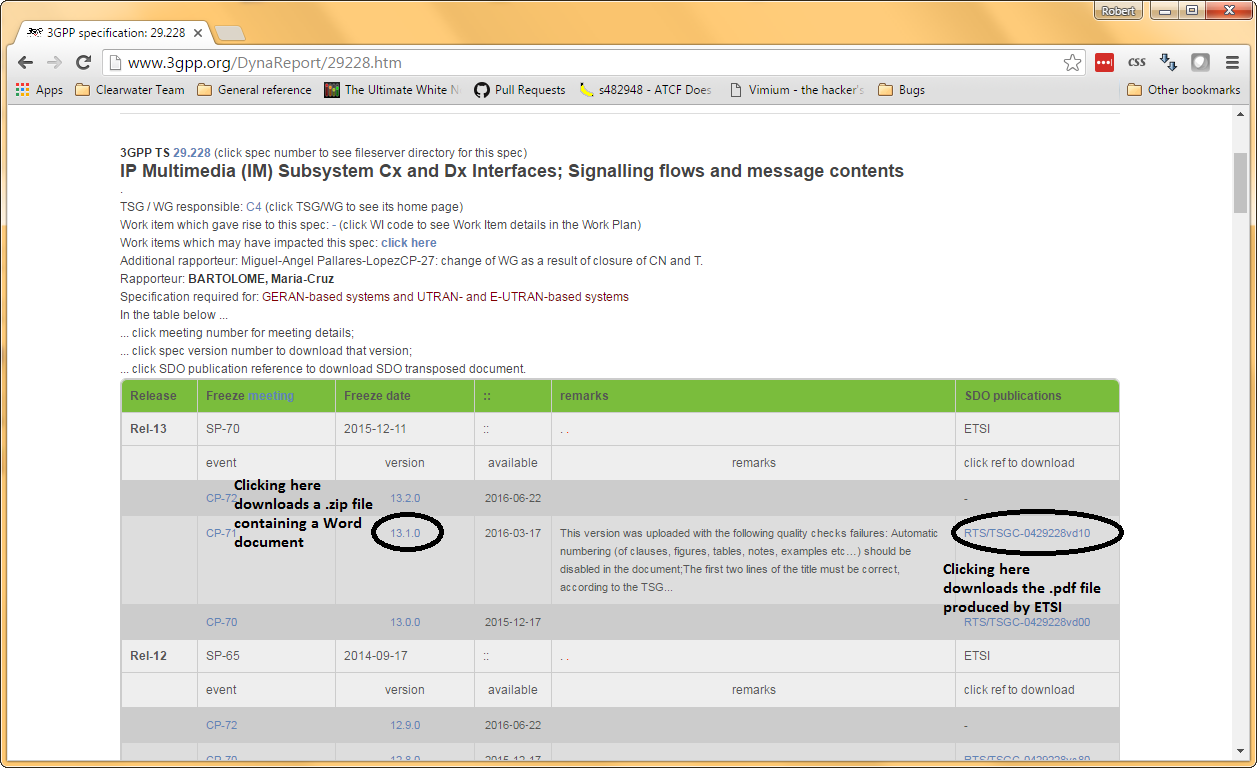 Robert
3GPP specification: 29.228
www.3gpp.org/DynaReport/29228.htm
CSS
Apps
Clearwater Team
General reference
The Ultimate White N
Pull Requests
s482948 - ATCF Docs
Vimium - the hacker's
Bugs
Other bookmarks
3GPP TS 29.228 (click spec number to see fileserver directory for this spec)
IP Multimedia (IM) Subsystem Cx and Dx Interfaces; Signalling flows and message contents
.
TSG / WG responsible: C4 (click TSG/WG to see its home page)
Work item which gave rise to this spec: - (click WI code to see Work Item details in the Work Plan)
Work items which may have impacted this spec: click here
Additional rapporteur: Miguel-Angel Pallares-LopezCP-27: change of WG as a result of closure of CN and T.
Rapporteur: BARTOLOME, Maria-Cruz
Specification required for: GERAN-based systems and UTRAN- and E-UTRAN-based systems
In the table below ...
... click meeting number for meeting details;
... click spec version number to download that version;
... click SDO publication reference to download SDO transposed document.
Release Freeze meeting Freeze date :: remarks SDO publications
Rel-13 SP-70 2015-12-11 :: . . ETSI
event version available remarks click ref to download
CP-72 13.2.0 2016-06-22 -
Clicking here
downloads a .zip file
containing a Word
document
CP-71 13.1.0 2016-03-17 This version was uploaded with the following quality checks failures: Automatic RTS/TSGC-0429228vd10
numbering (of clauses, figures, tables, notes, examples etc…) should be
disabled in the document;The first two lines of the title must be correct,
according to the TSG...
Clicking here
downloads the .pdf file
produced by ETSI
CP-70 13.0.0 2015-12-17 RTS/TSGC-0429228vd00
Rel-12 SP-65 2014-09-17 :: . . ETSI
event version available remarks click ref to download
CP-72 12.9.0 2016-06-22 -
CP-70 12.8.0 2015-12-17 RTS/TSGC-0429228vc80